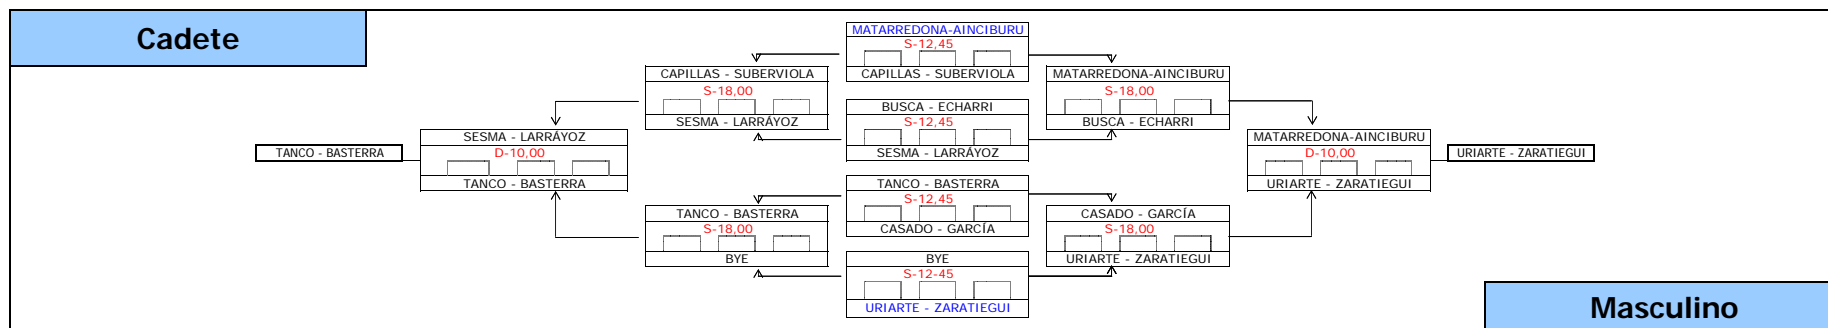 Cadete
MATARREDONA-AINCIBURU
S-12,45
CAPILLAS - SUBERVIOLA
CAPILLAS - SUBERVIOLA
S-18,00
SESMA - LARRÁYOZ
MATARREDONA-AINCIBURU
S-18,00
BUSCA - ECHARRI
BUSCA - ECHARRI
S-12,45
SESMA - LARRÁYOZ
SESMA - LARRÁYOZ
D-10,00
TANCO - BASTERRA
TANCO - BASTERRA
MATARREDONA-AINCIBURU
D-10,00
URIARTE - ZARATIEGUI
URIARTE - ZARATIEGUI
TANCO - BASTERRA
S-12,45
CASADO - GARCÍA
TANCO - BASTERRA
S-18,00
BYE
CASADO - GARCÍA
S-18,00
URIARTE - ZARATIEGUI
BYE
S-12-45
URIARTE - ZARATIEGUI
Masculino